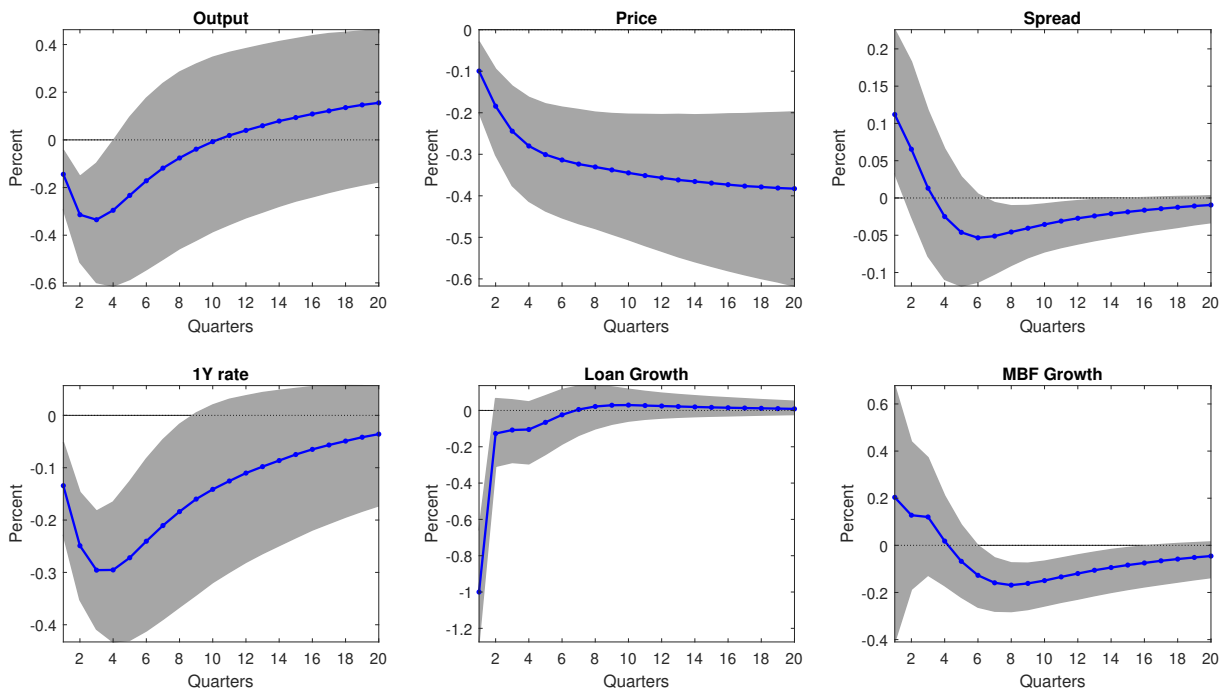 Output
Percent
0.4
0.2
0
-0.2
-0.4
-0.6
2 4 6 8 10 12 14 16 18 20
Quarters
Price
Percent
0
-0.1
-0.2
-0.3
-0.4
-0.5
-0.6
2 4 6 8 10 12 14 16 18 20
Quarters
Spread
Percent
0.2
0.15
0.1
0.05
0
-0.05
-0.1
2 4 6 8 10 12 14 16 18 20
Quarters
1Y rate
Percent
0
-0.1
-0.2
-0.3
-0.4
2 4 6 8 10 12 14 16 18 20
Quarters
Loan Growth
Percent
0
-0.2
-0.4
-0.6
-0.8
-1
-1.2
2 4 6 8 10 12 14 16 18 20
Quarters
MBF Growth
Percent
0.6
0.4
0.2
0
-0.2
-0.4
2 4 6 8 10 12 14 16 18 20
Quarters